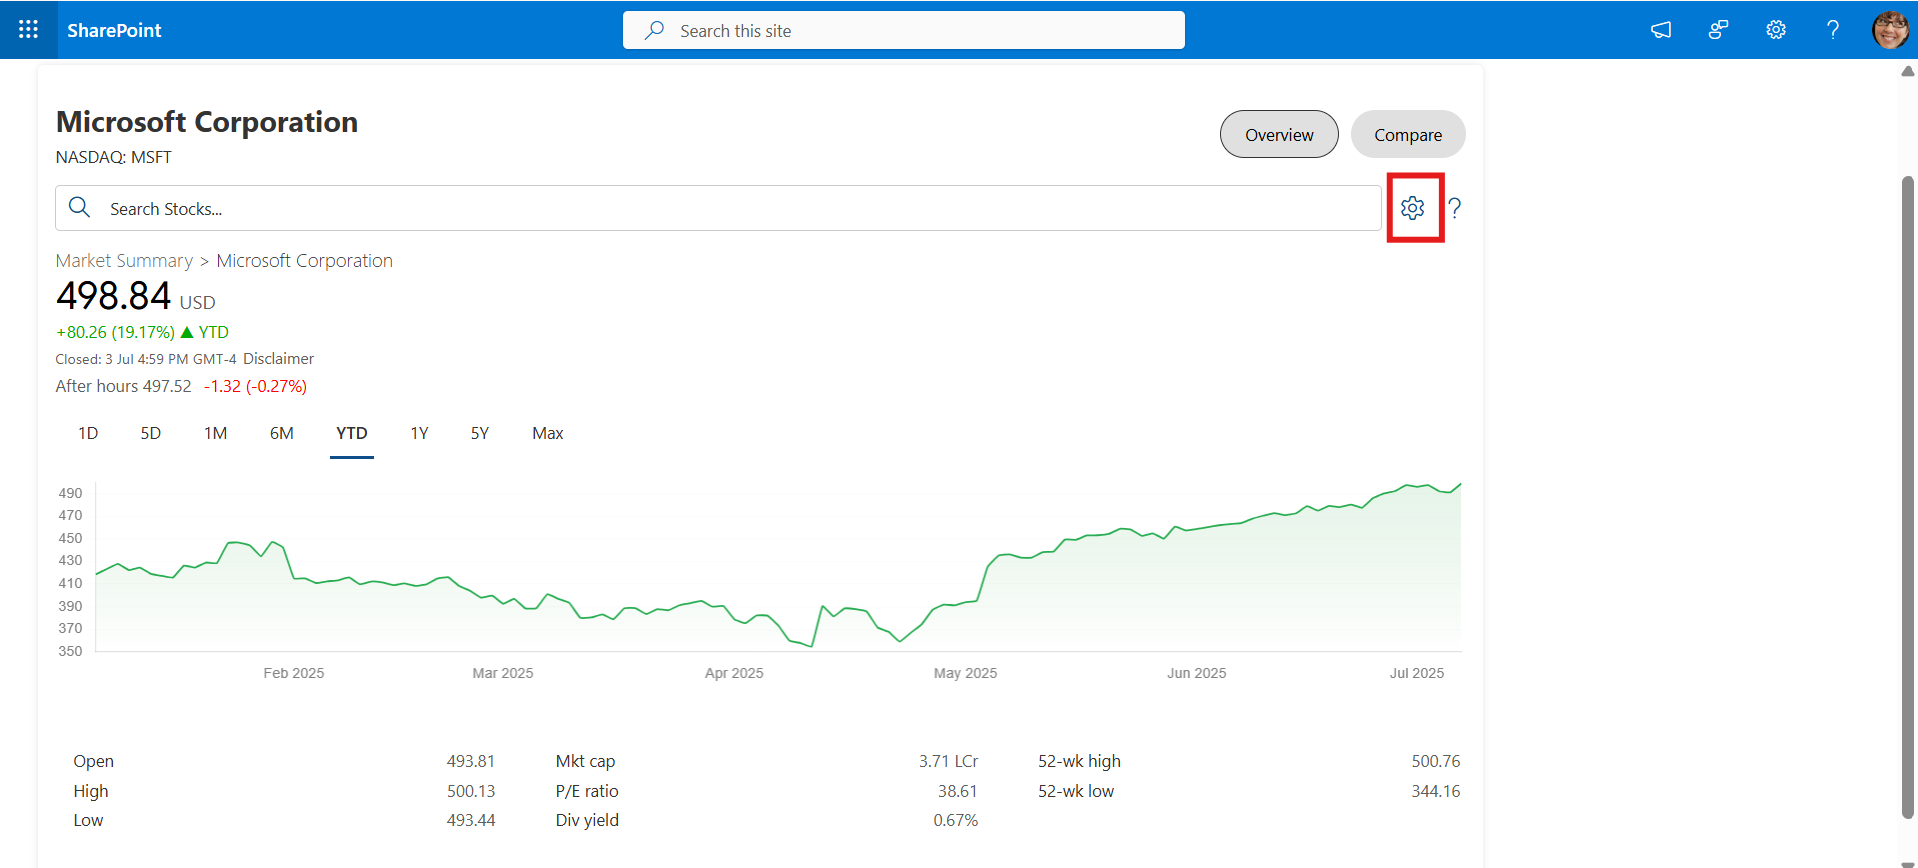 SharePoint
Search this site
?
Microsoft Corporation
NASDAQ: MSFT
Overview
Compare
Search Stocks...
?
Market Summary > Microsoft Corporation
498.84 USD
+80.26 (19.17%) ▲ YTD
Closed: 3 Jul 4:59 PM GMT-4 Disclaimer
After hours 497.52 -1.32 (-0.27%)
1D 5D 1M 6M YTD 1Y 5Y Max
490
470
450
430
410
390
370
350
Feb 2025 Mar 2025 Apr 2025 May 2025 Jun 2025 Jul 2025
Open 493.81 Mkt cap 3.71 LCr 52-wk high 500.76
High 500.13 P/E ratio 38.61 52-wk low 344.16
Low 493.44 Div yield 0.67%